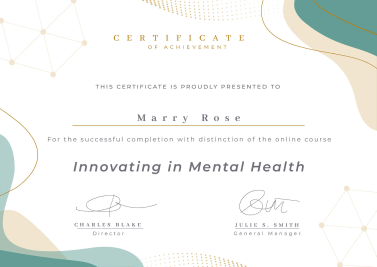 CERTIFICATE
OF ACHIEVEMENT
THIS CERTIFICATE IS PROUDLY PRESENTED TO
Marry Rose
For the successful completion with distinction of the online course
Innovating in Mental Health
CHARLES BLAKE
Director
JULIE S. SMITH
General Manager